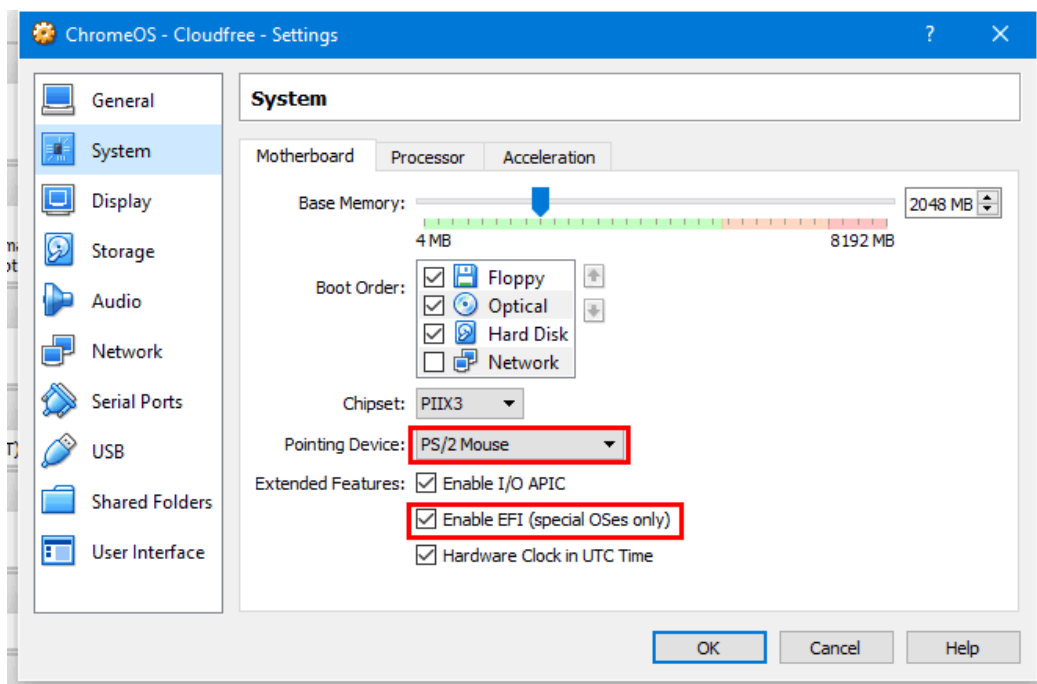 ChromeOS - Cloudfree - Settings ?
General
System
Display
Storage
Audio
Network
Serial Ports
USB
Shared Folders
User Interface
System
Motherboard Processor Acceleration
Base Memory: 2048 MB
4 MB 8192 MB
Boot Order: Floppy
Optical
Hard Disk
Network
Chipset: PIIX3
Pointing Device: PS/2 Mouse
Extended Features: Enable I/O APIC
Enable EFI (special OSes only)
Hardware Clock in UTC Time
OK Cancel Help